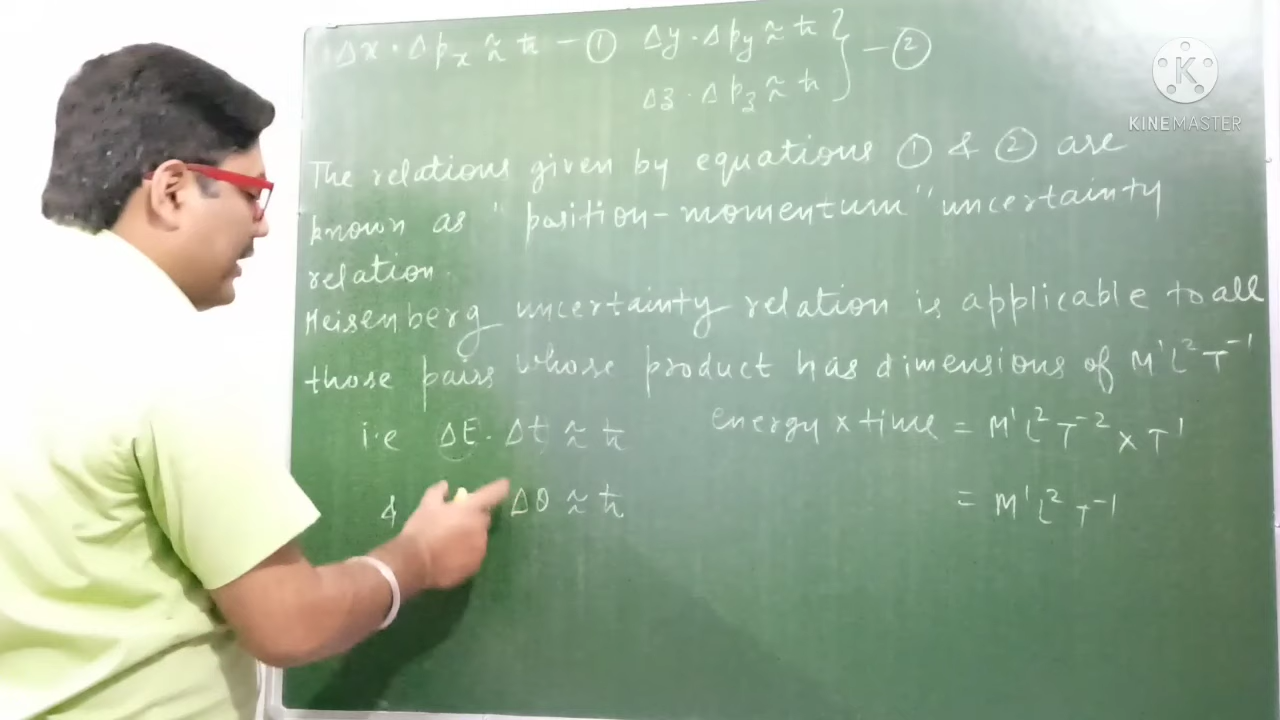 Δx · Δpₓ ≈ ħ – ① Δy · Δp_y ≈ ħ } – ②
Δz · Δp_z ≈ ħ
KINEMASTER
The relations given by equations ① & ② are
known as "position-momentum" uncertainty
relation.
Heisenberg uncertainty relation is applicable to all
those pairs whose product has dimensions of M¹L²T⁻¹
i.e ΔE · Δt ≈ ħ energy × time = M¹L²T⁻² × T¹
& Δθ ≈ ħ = M¹L²T⁻¹